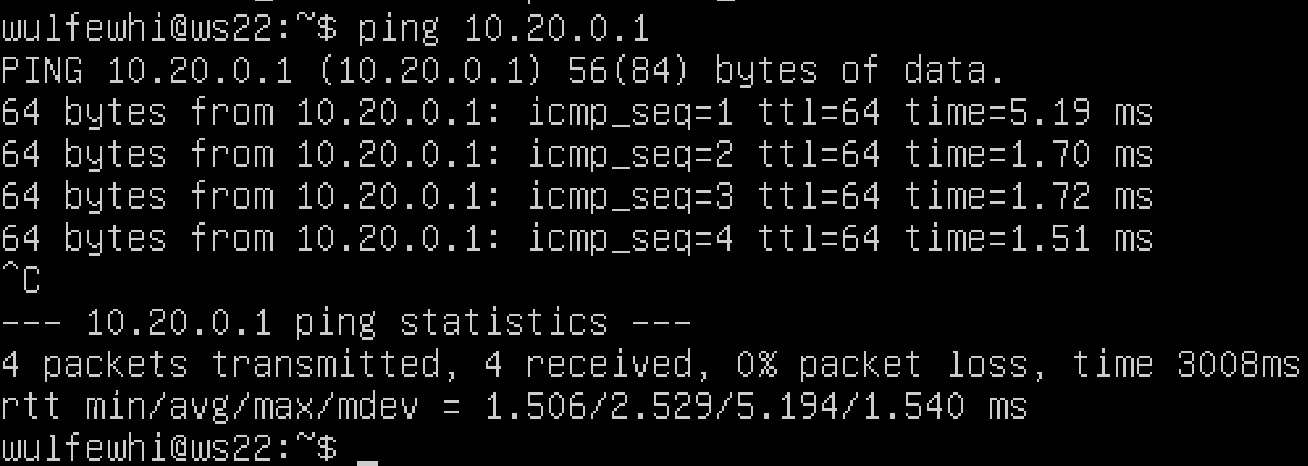 wulfewhi@ws22:~$ ping 10.20.0.1
PING 10.20.0.1 (10.20.0.1) 56(84) bytes of data.
64 bytes from 10.20.0.1: icmp_seq=1 ttl=64 time=5.19 ms
64 bytes from 10.20.0.1: icmp_seq=2 ttl=64 time=1.70 ms
64 bytes from 10.20.0.1: icmp_seq=3 ttl=64 time=1.72 ms
64 bytes from 10.20.0.1: icmp_seq=4 ttl=64 time=1.51 ms
^C
--- 10.20.0.1 ping statistics ---
4 packets transmitted, 4 received, 0% packet loss, time 3008ms
rtt min/avg/max/mdev = 1.506/2.529/5.194/1.540 ms
wulfewhi@ws22:~$